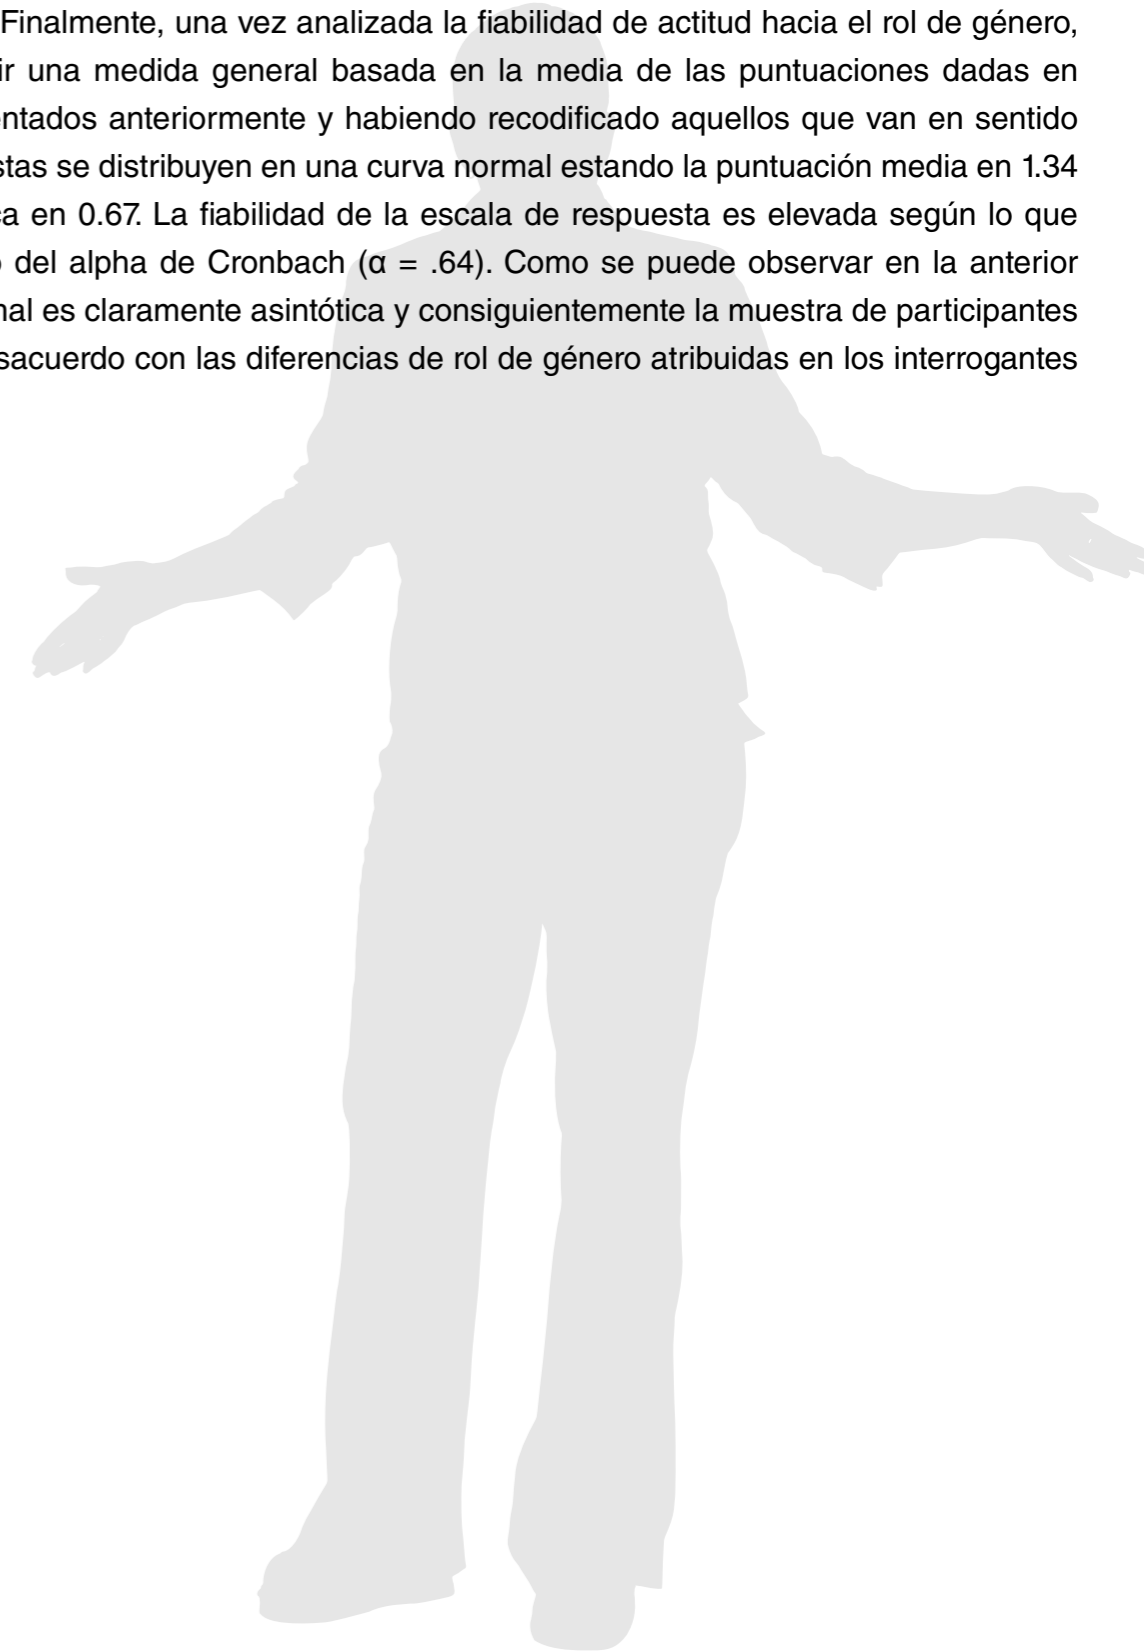 Finalmente, una vez analizada la fiabilidad de actitud hacia el rol de género,
ir una medida general basada en la media de las puntuaciones dadas en
entados anteriormente y habiendo recodificado aquellos que van en sentido
stas se distribuyen en una curva normal estando la puntuación media en 1.34
ca en 0.67. La fiabilidad de la escala de respuesta es elevada según lo que
o del alpha de Cronbach (α = .64). Como se puede observar en la anterior
nal es claramente asintótica y consiguientemente la muestra de participantes
sacuerdo con las diferencias de rol de género atribuidas en los interrogantes